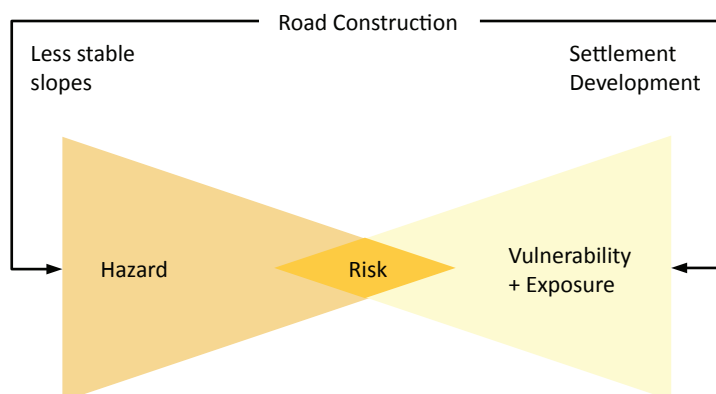 Road Construction
Less stable
slopes
Settlement
Development
Hazard
Risk
Vulnerability
+ Exposure